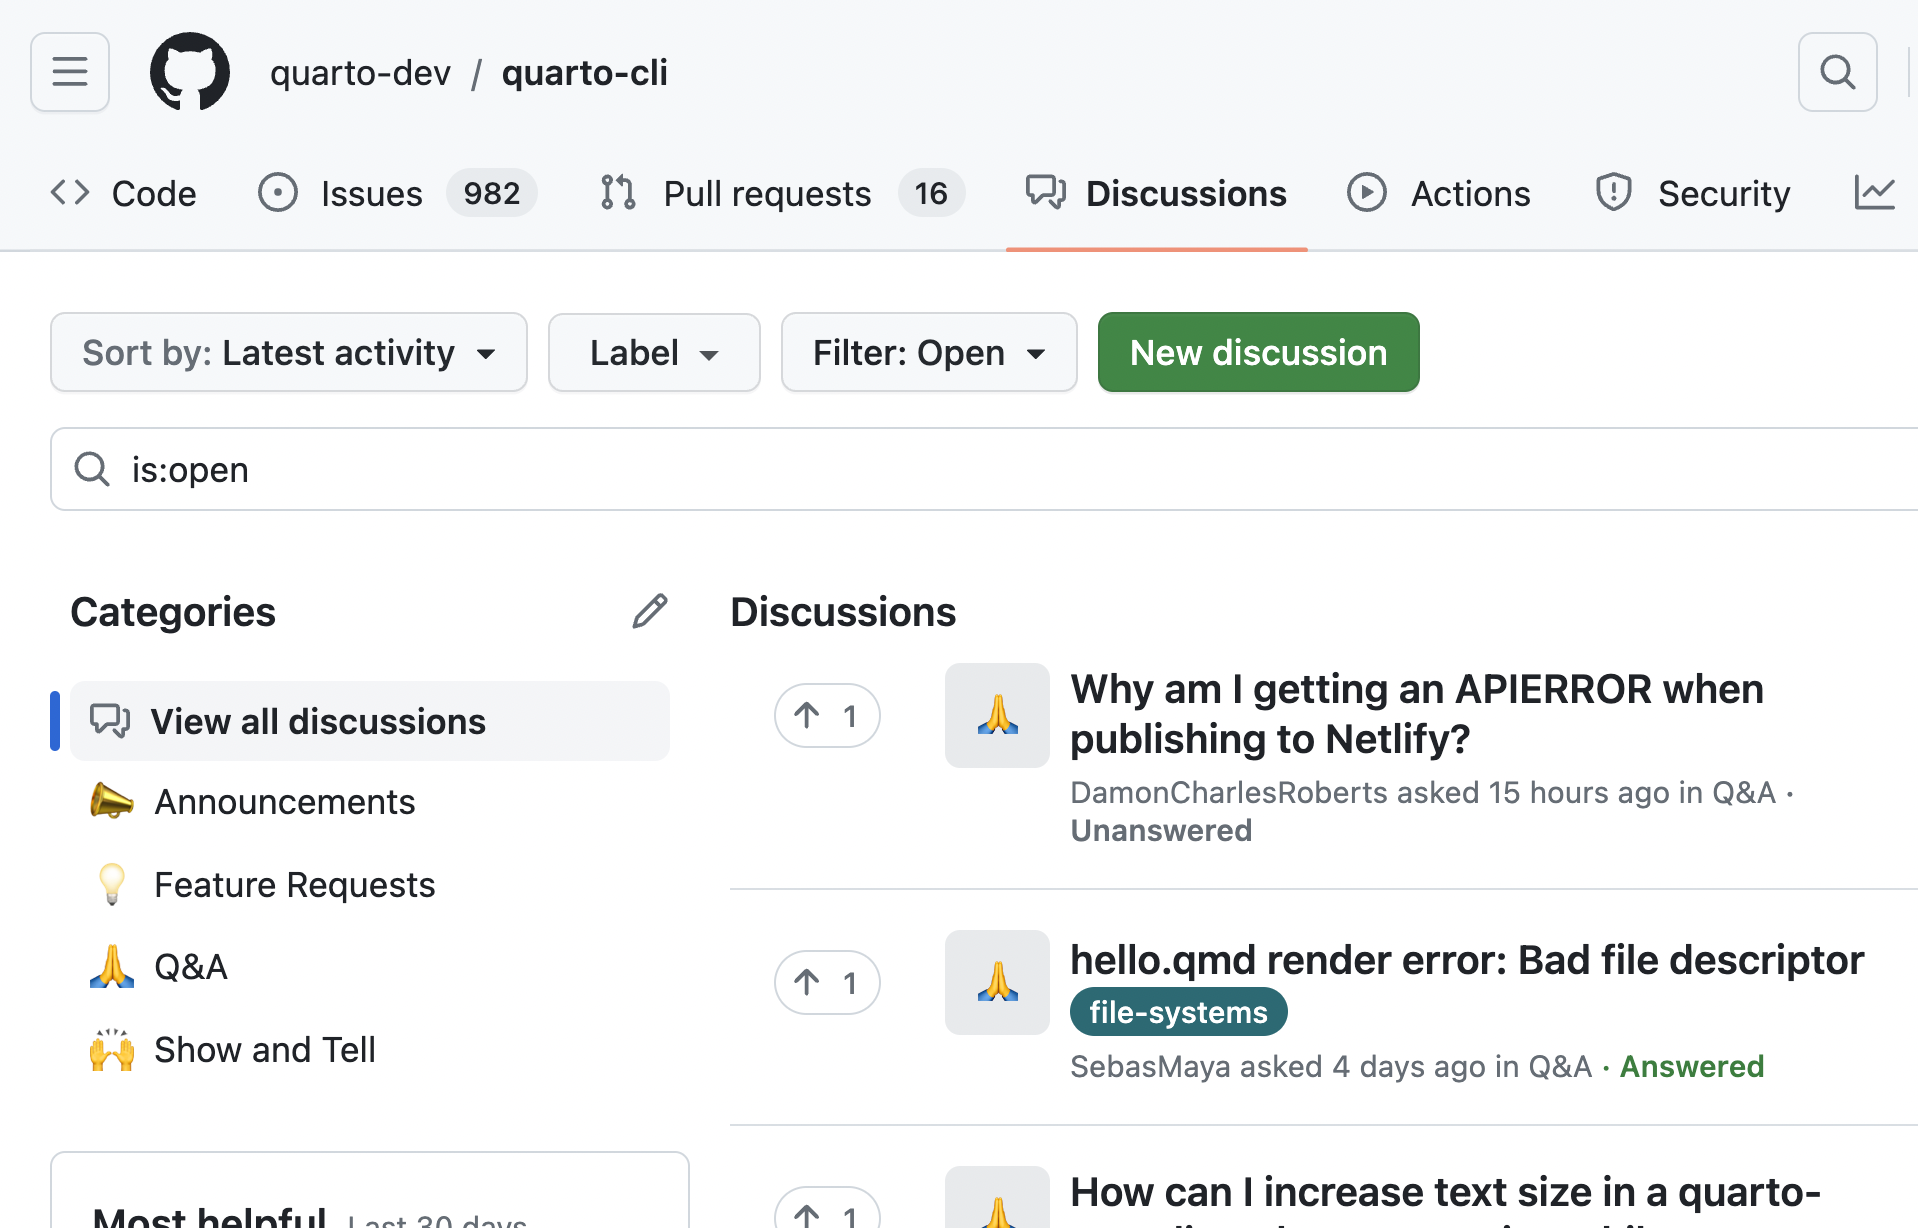 quarto-dev / quarto-cli
Code Issues 982 Pull requests 16 Discussions Actions Security
Sort by: Latest activity Label Filter: Open New discussion
is:open
Categories
View all discussions
Announcements
Feature Requests
Q&A
Show and Tell
Most helpful Last 30 days
Discussions
1
Why am I getting an APIERROR when
publishing to Netlify?
DamonCharlesRoberts asked 15 hours ago in Q&A ·
Unanswered
1
hello.qmd render error: Bad file descriptor
file-systems
SebasMaya asked 4 days ago in Q&A · Answered
1
How can I increase text size in a quarto-